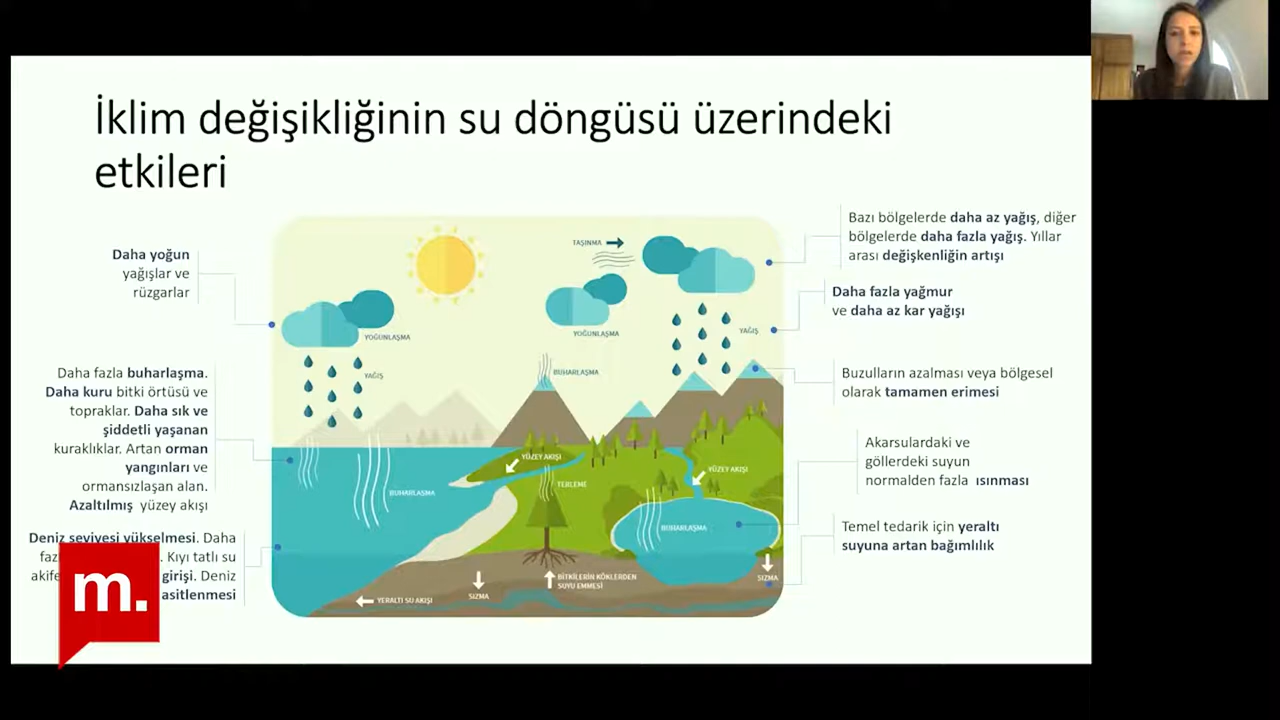 İklim değişikliğinin su döngüsü üzerindeki
etkileri
Daha yoğun
yağışlar ve
rüzgarlar
Daha fazla buharlaşma.
Daha kuru bitki örtüsü ve
topraklar. Daha sık ve
şiddetli yaşanan
kuraklıklar. Artan orman
yangınları ve
ormansızlaşan alan.
Azaltılmış yüzey akışı
Deniz seviyesi yükselmesi. Daha
Kıyı tatlı su
girişi. Deniz
asitlenmesi
m.
TAŞINMA
YOĞUNLAŞMA
YAĞIŞ
YOĞUNLAŞMA
YAĞIŞ
BUHARLAŞMA
YÜZEY AKIŞI
TERLEME
BUHARLAŞMA
YÜZEY AKIŞI
BUHARLAŞMA
BİTKİLERİN KÖKLERDEN
SUYU EMMESİ
SIZMA
SIZMA
YERALTI SU AKIŞI
Bazı bölgelerde daha az yağış, diğer
bölgelerde daha fazla yağış. Yıllar
arası değişkenliğin artışı
Daha fazla yağmur
ve daha az kar yağışı
Buzulların azalması veya bölgesel
olarak tamamen erimesi
Akarsulardaki ve
göllerdeki suyun
normalden fazla ısınması
Temel tedarik için yeraltı
suyuna artan bağımlılık